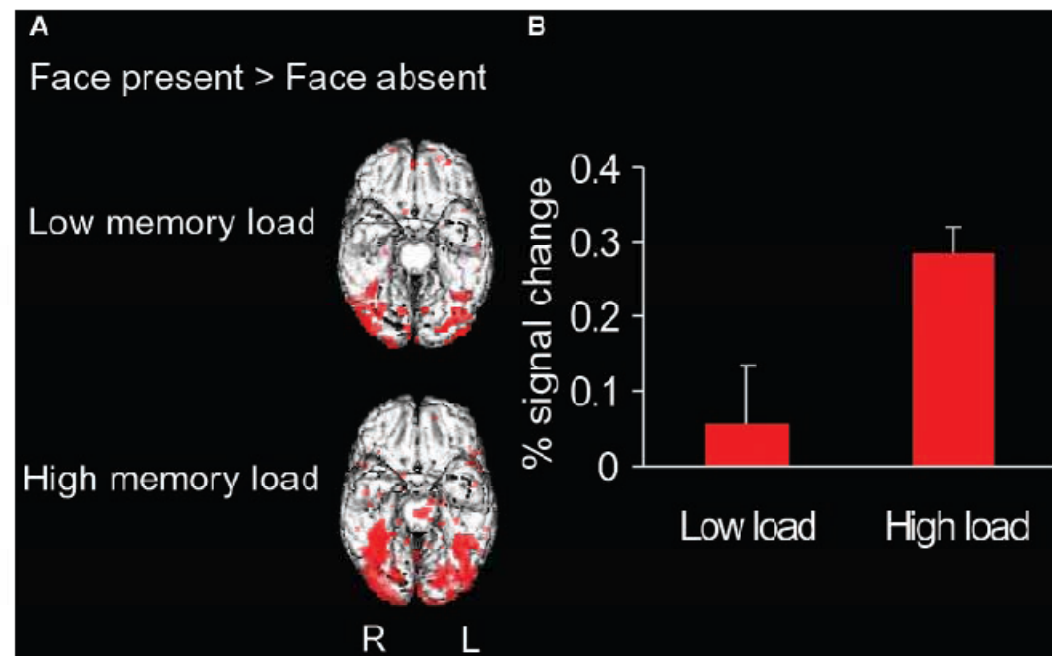 A
Face present > Face absent
Low memory load
High memory load
R L
B
% signal change
0.4
0.3
0.2
0.1
0
Low load High load